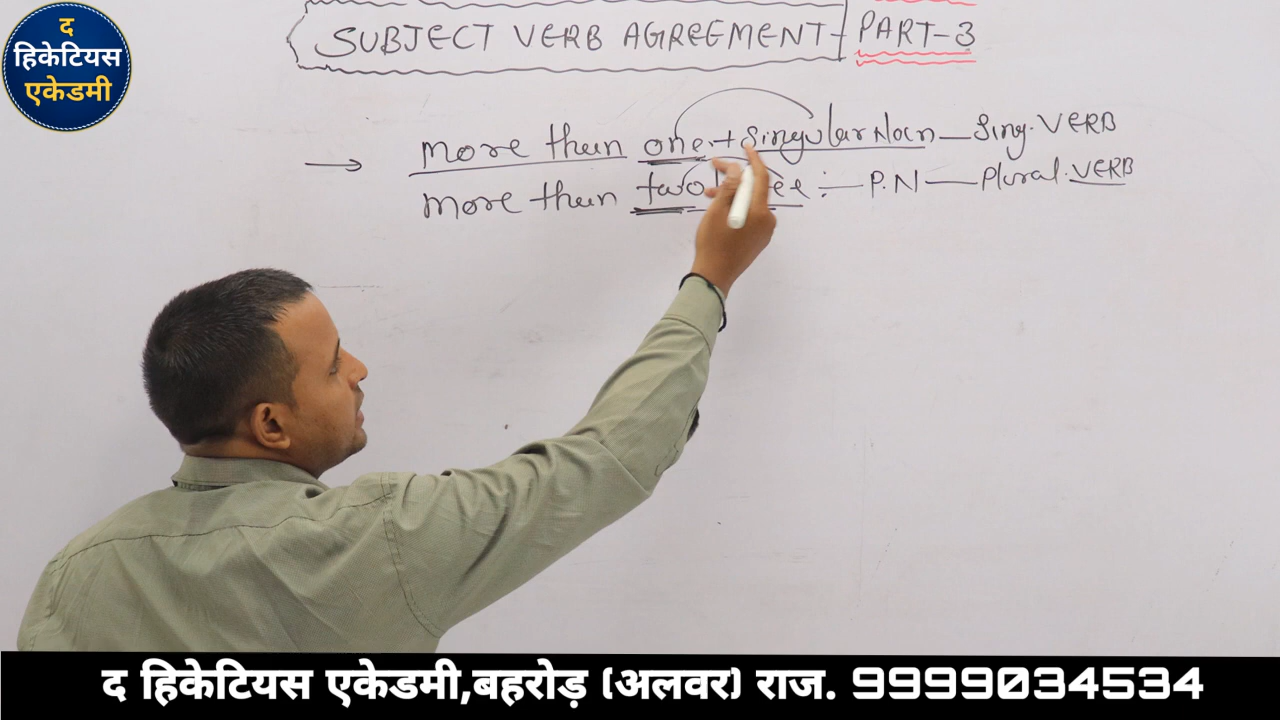 द
हिकेटियस
एकेडमी
SUBJECT VERB AGREEMENT - PART-3
more than one + Singular Noun — Sing. VERB
more than two — P.N — Plural. VERB
द हिकेटियस एकेडमी,बहरोड़ (अलवर) राज. 9999034534